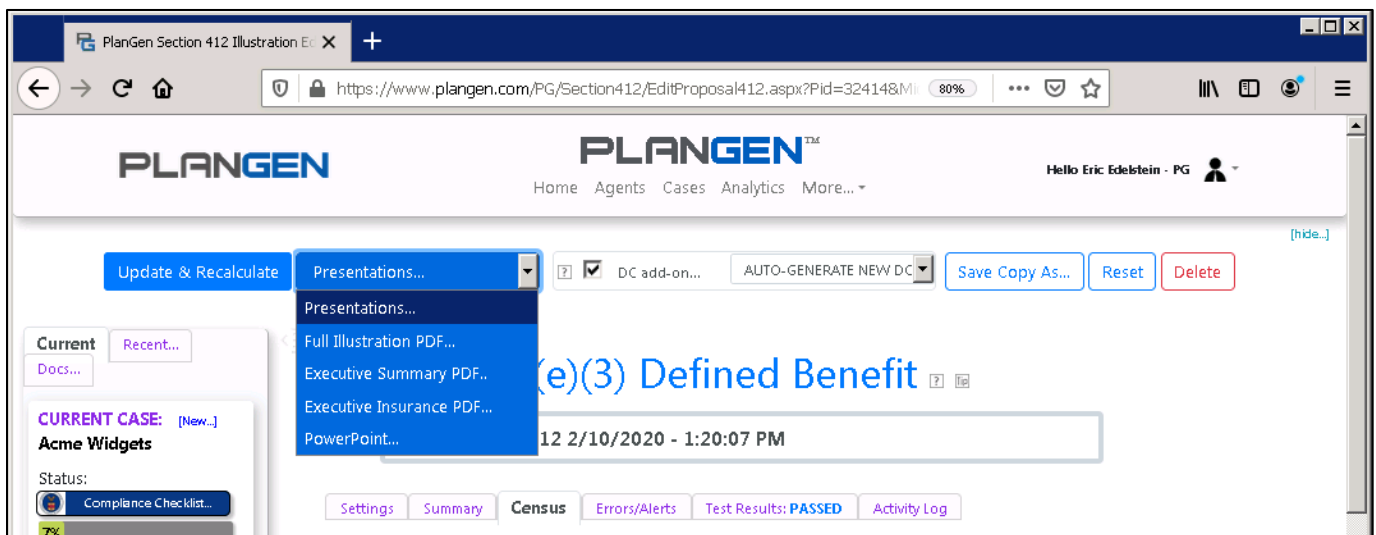 PlanGen Section 412 Illustration Ec
https://www.plangen.com/PG/Section412/EditProposal412.aspx?Pid=32414&Mi 80%
PLANGEN
PLANGEN™
Hello Eric Edelstein - PG
Home Agents Cases Analytics More...
[hide...]
Update & Recalculate Presentations... ? DC add-on... AUTO-GENERATE NEW DC Save Copy As... Reset Delete
Presentations...
Full Illustration PDF...
Executive Summary PDF..
Executive Insurance PDF...
PowerPoint...
Current Recent...
Docs...
(e)(3) Defined Benefit ? Tip
CURRENT CASE: [New...]
Acme Widgets
12 2/10/2020 - 1:20:07 PM
Status:
Compliance Checklist...
7%
Settings Summary Census Errors/Alerts Test Results: PASSED Activity Log